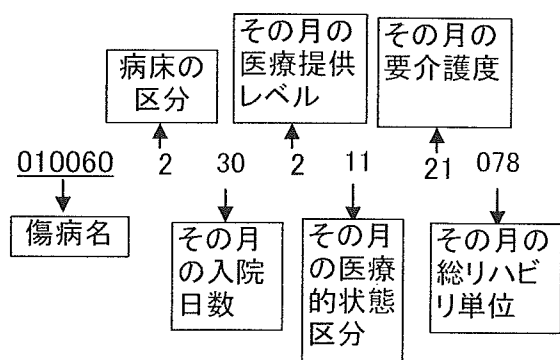 病床の
区分
その月の
医療提供
レベル
その月の
要介護度
010060 2 30 2 11 21 078
傷病名
その月
の入院
日数
その月
の医療
的状態
区分
その月の
総リハビ
リ単位